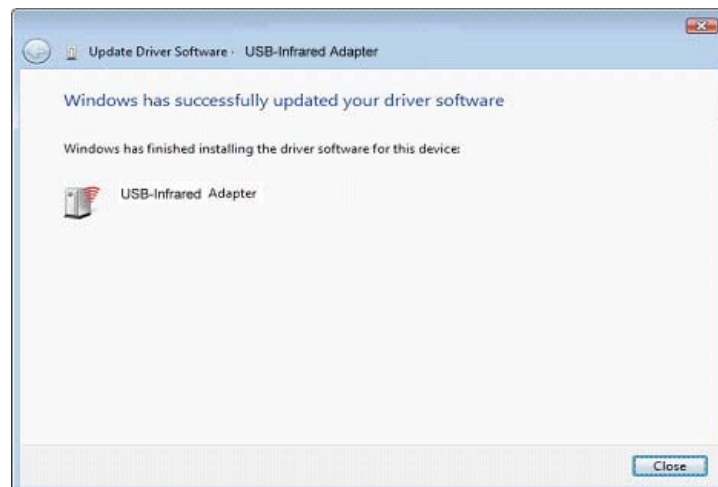 Update Driver Software - USB-Infrared Adapter
Windows has successfully updated your driver software
Windows has finished installing the driver software for this device:
USB-Infrared Adapter
Close